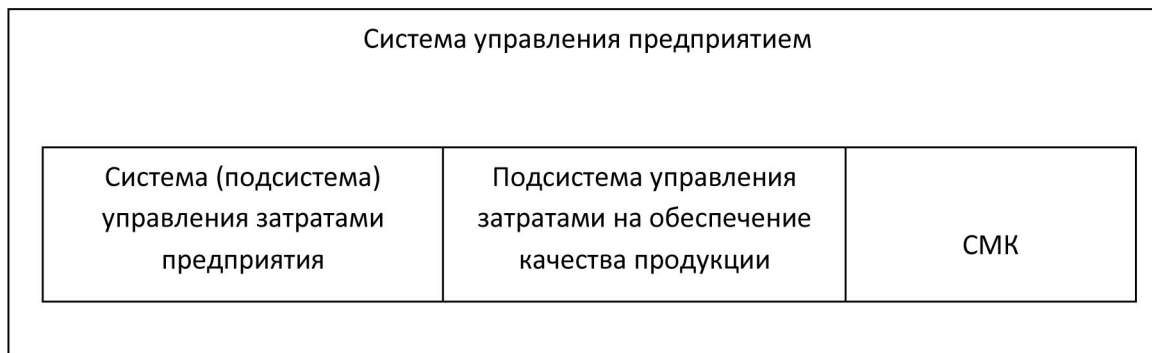 Система управления предприятием
Система (подсистема)
управления затратами
предприятия
Подсистема управления
затратами на обеспечение
качества продукции
СМК